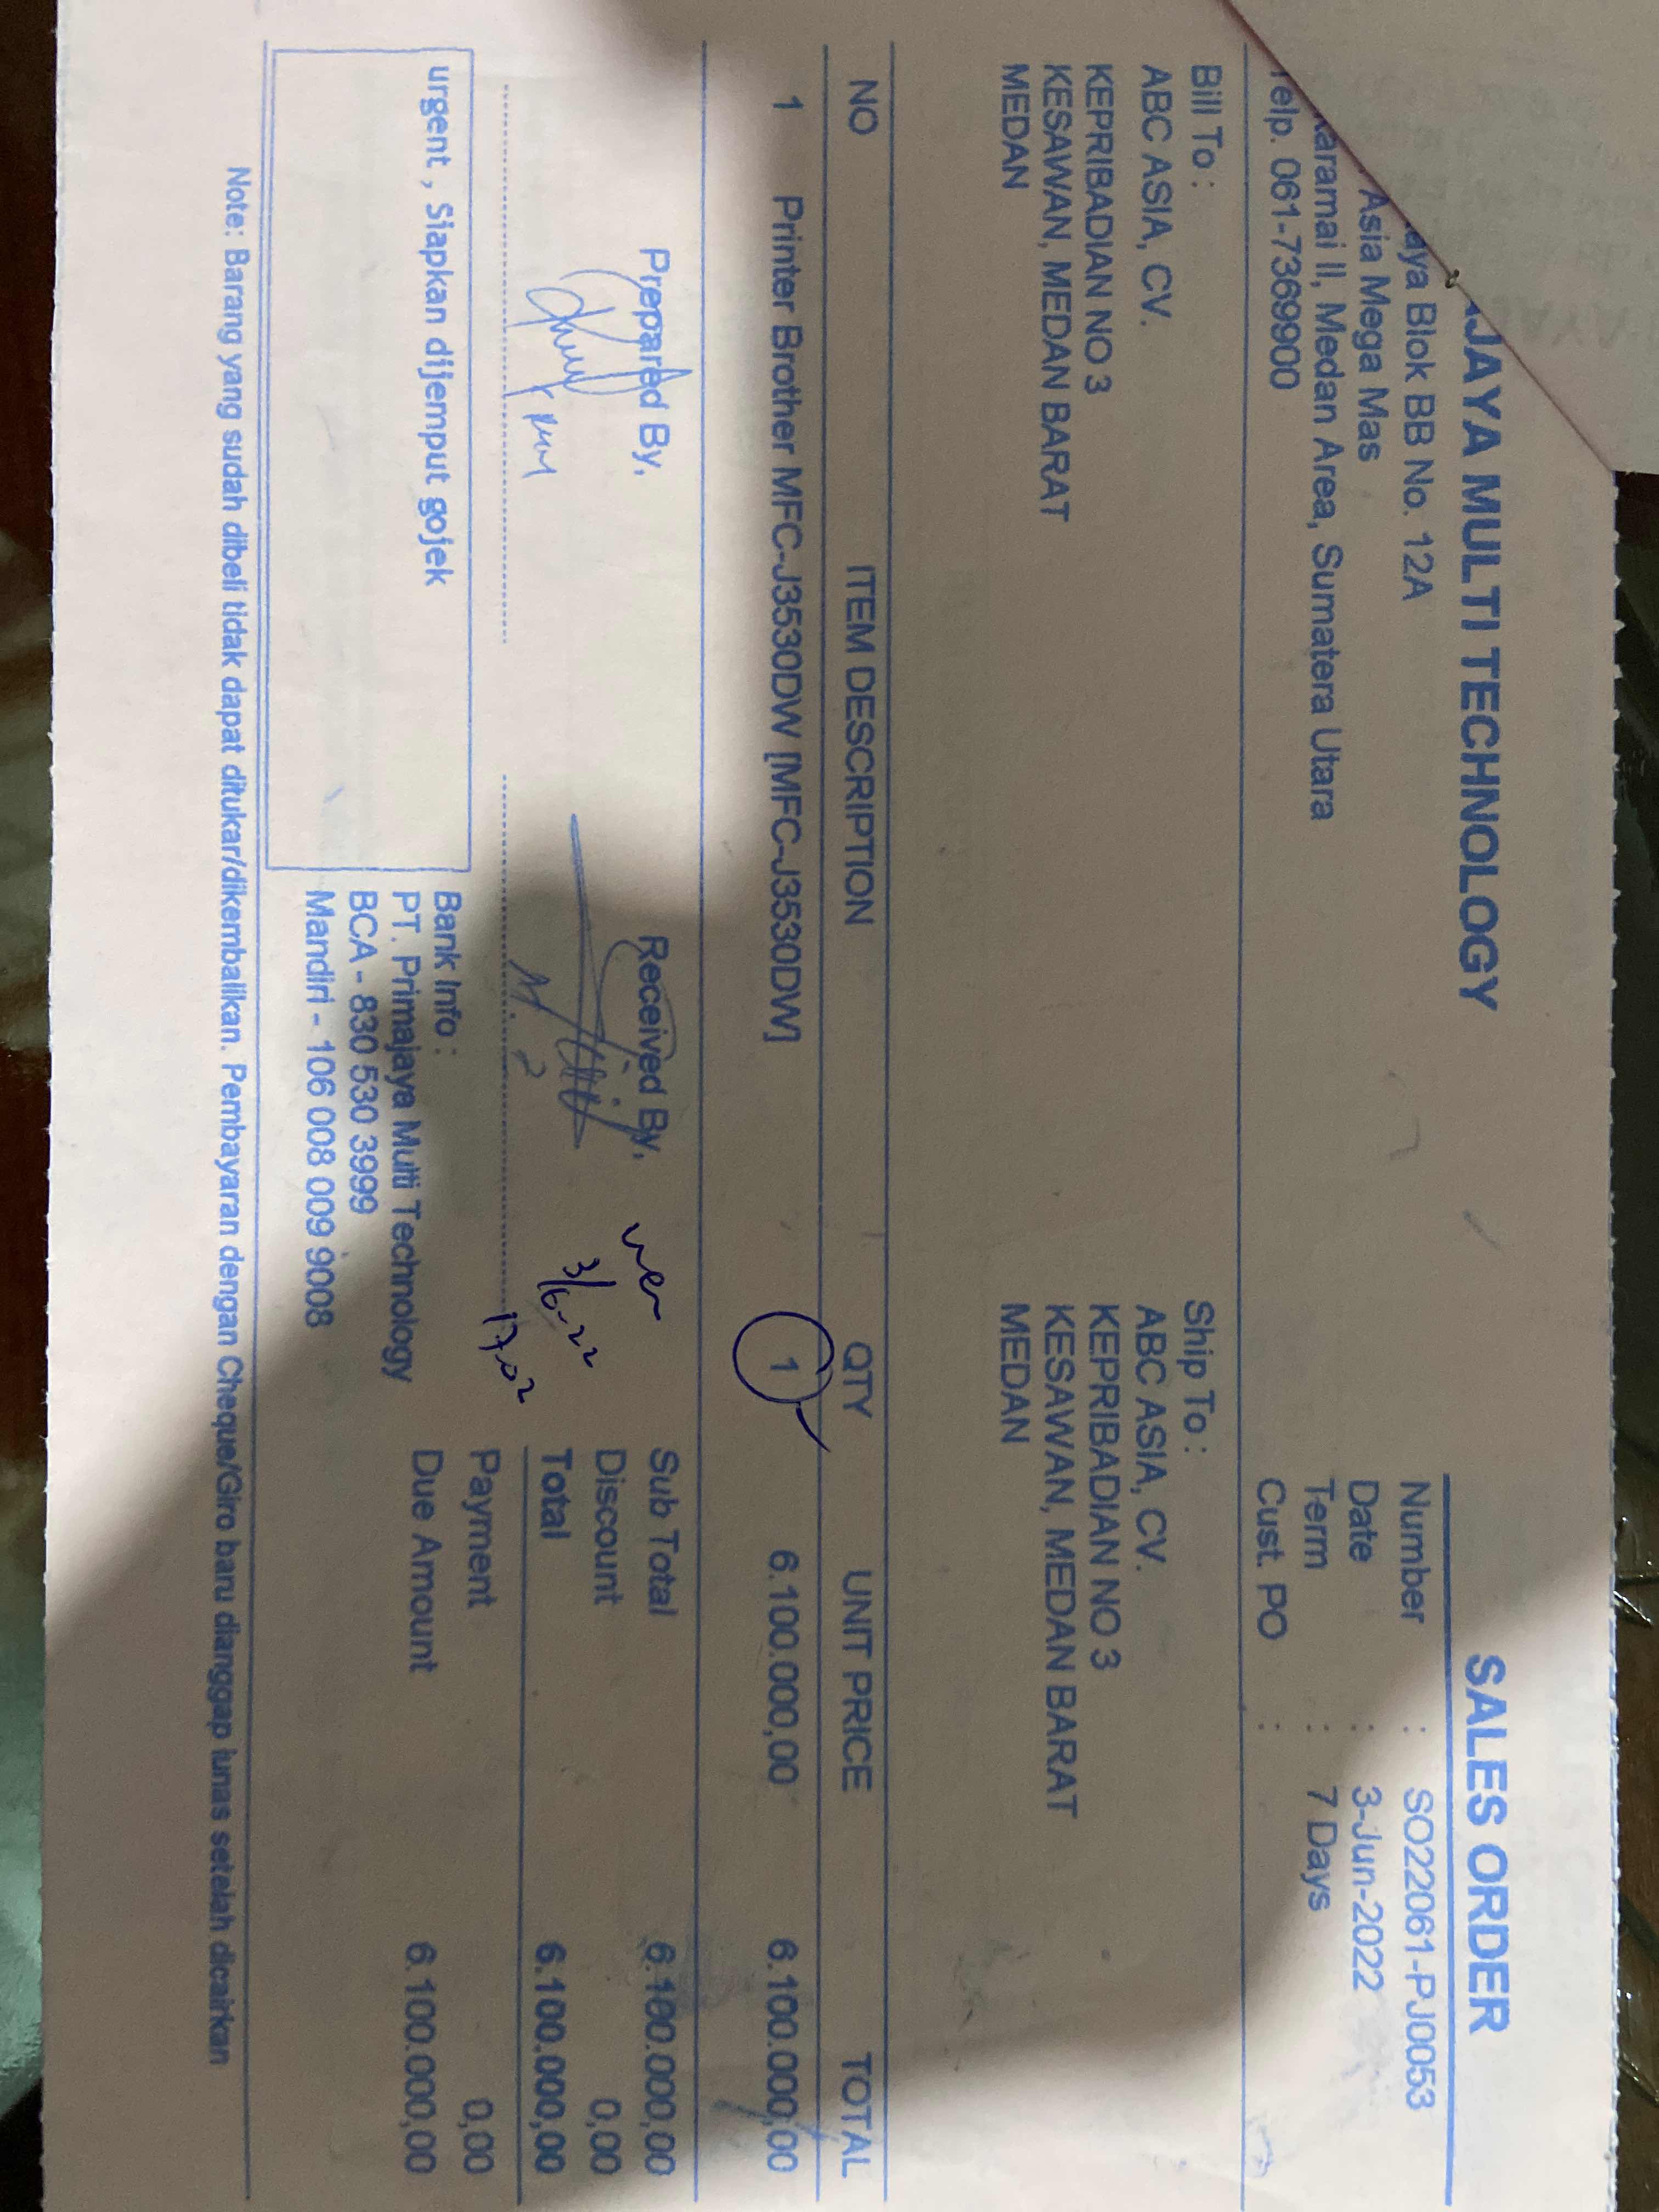 JAYA MULTI TECHNOLOGY
SALES ORDER
Blok BB No. 12A
Asia Mega Mas
II, Medan Area, Sumatera Utara
Telp. 061-7369900
Number : SO22061-PJ0053
Date : 3-Jun-2022
Term : 7 Days
Cust. PO :
Bill To :
ABC ASIA, CV.
KEPRIBADIAN NO 3
KESAWAN, MEDAN BARAT
MEDAN
Ship To :
ABC ASIA, CV.
KEPRIBADIAN NO 3
KESAWAN, MEDAN BARAT
MEDAN
NO ITEM DESCRIPTION QTY UNIT PRICE TOTAL
1 Printer Brother MFC-J3530DW [MFC-J3530DW] 1 6.100.000,00 6.100.000,00
Prepared By,
Received By,
3/6-22
17.02
Sub Total 6.100.000,00
Discount 0,00
Total 6.100.000,00
Payment 0,00
Due Amount 6.100.000,00
urgent , Siapkan dijemput gojek
Bank Info :
PT. Primajaya Multi Technology
BCA - 830 530 3999
Mandiri - 106 008 009 9008
Note: Barang yang sudah dibeli tidak dapat ditukar/dikembalikan. Pembayaran dengan Cheque/Giro baru dianggap lunas setelah dicairkan